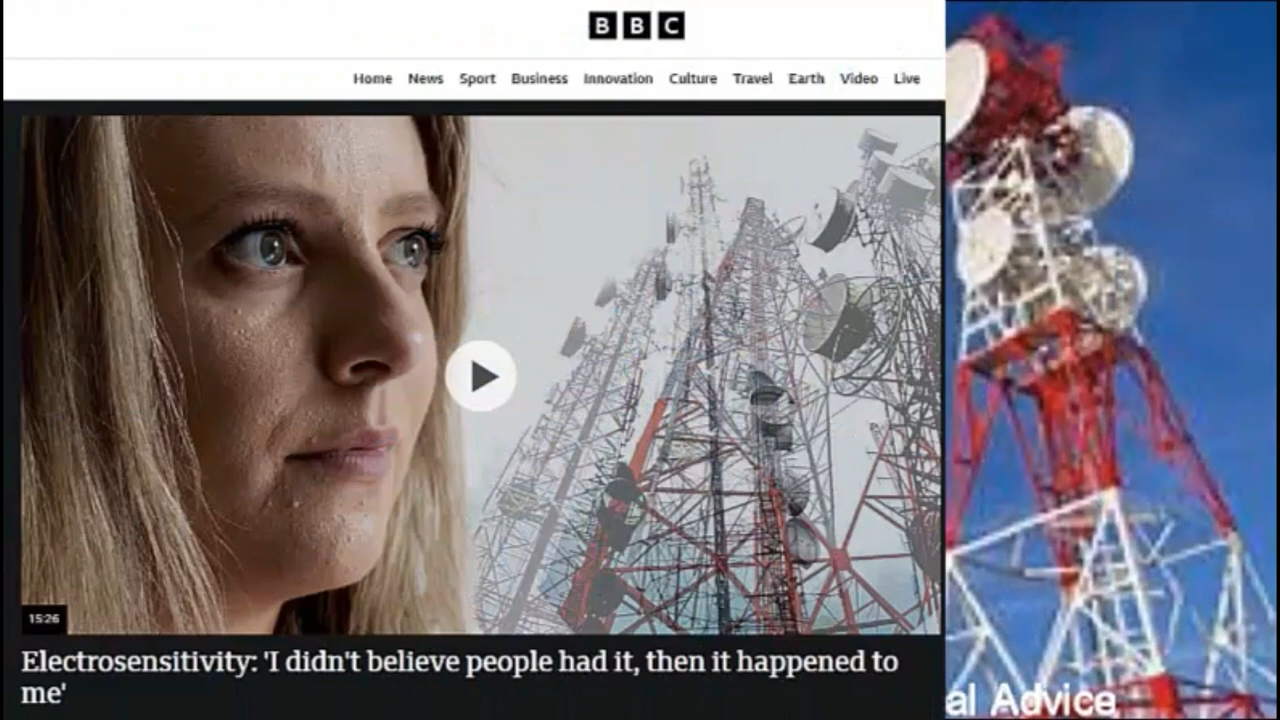 BBC
Home News Sport Business Innovation Culture Travel Earth Video Live
15:26
Electrosensitivity: 'I didn't believe people had it, then it happened to
me'
al Advice